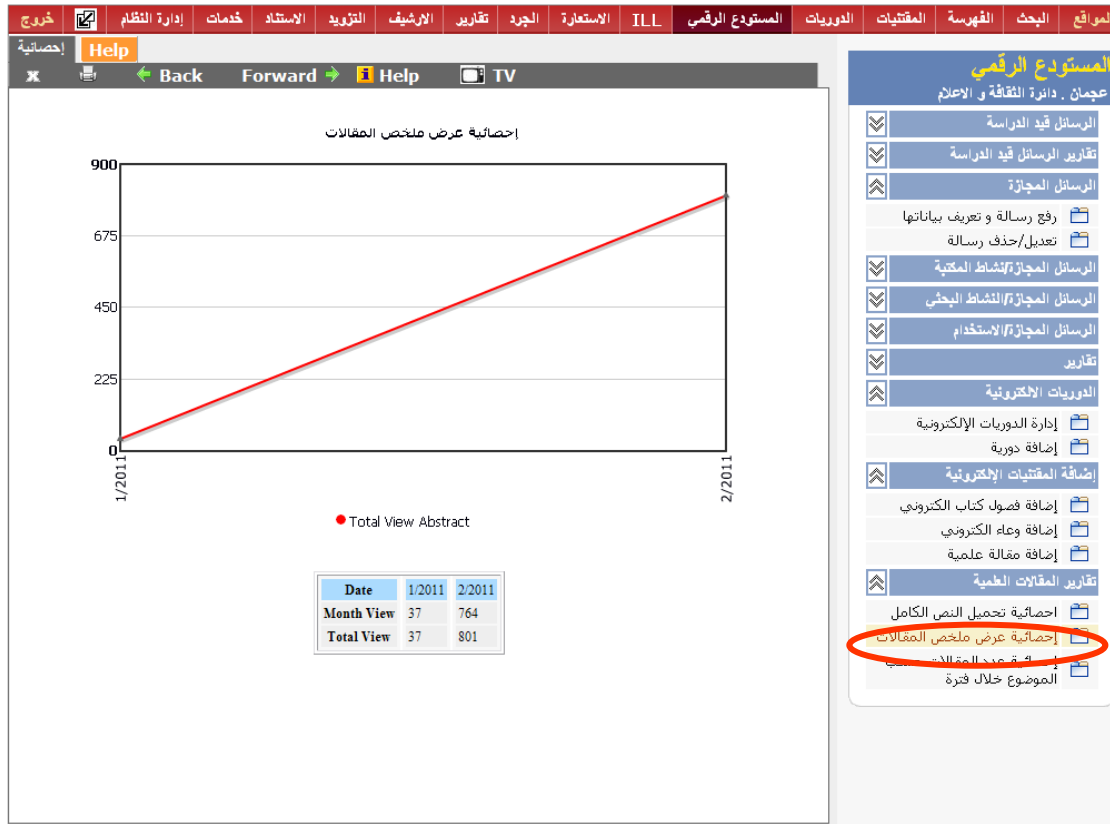 لمواقع البحث الفهرسة المقتنيات الدوريات المستودع الرقمي ILL الاستعارة الجرد تقارير الارشيف التزويد الاستناد خدمات إدارة النظام خروج
إحصائية Help
x Back Forward Help TV
المستودع الرقمي
عجمان . دائرة الثقافة و الاعلام
الرسائل قيد الدراسة
تقارير الرسائل قيد الدراسة
الرسائل المجازة
رفع رسالة و تعريف بياناتها
تعديل/حذف رسالة
الرسائل المجازة/نشاط المكتبة
الرسائل المجازة/النشاط البحثي
الرسائل المجازة/الاستخدام
تقارير
الدوريات الالكترونية
إدارة الدوريات الإلكترونية
إضافة دورية
إضافة المقتنيات الإلكترونية
إضافة فصول كتاب الكتروني
إضافة وعاء الكتروني
إضافة مقالة علمية
تقارير المقالات العلمية
احصائية تحميل النص الكامل
إحصائية عرض ملخص المقالات
إحصائية عدد المقالات
الموضوع خلال فترة
إحصائية عرض ملخص المقالات
900
675
450
225
0
1/2011 2/2011
Total View Abstract
Date 1/2011 2/2011
Month View 37 764
Total View 37 801